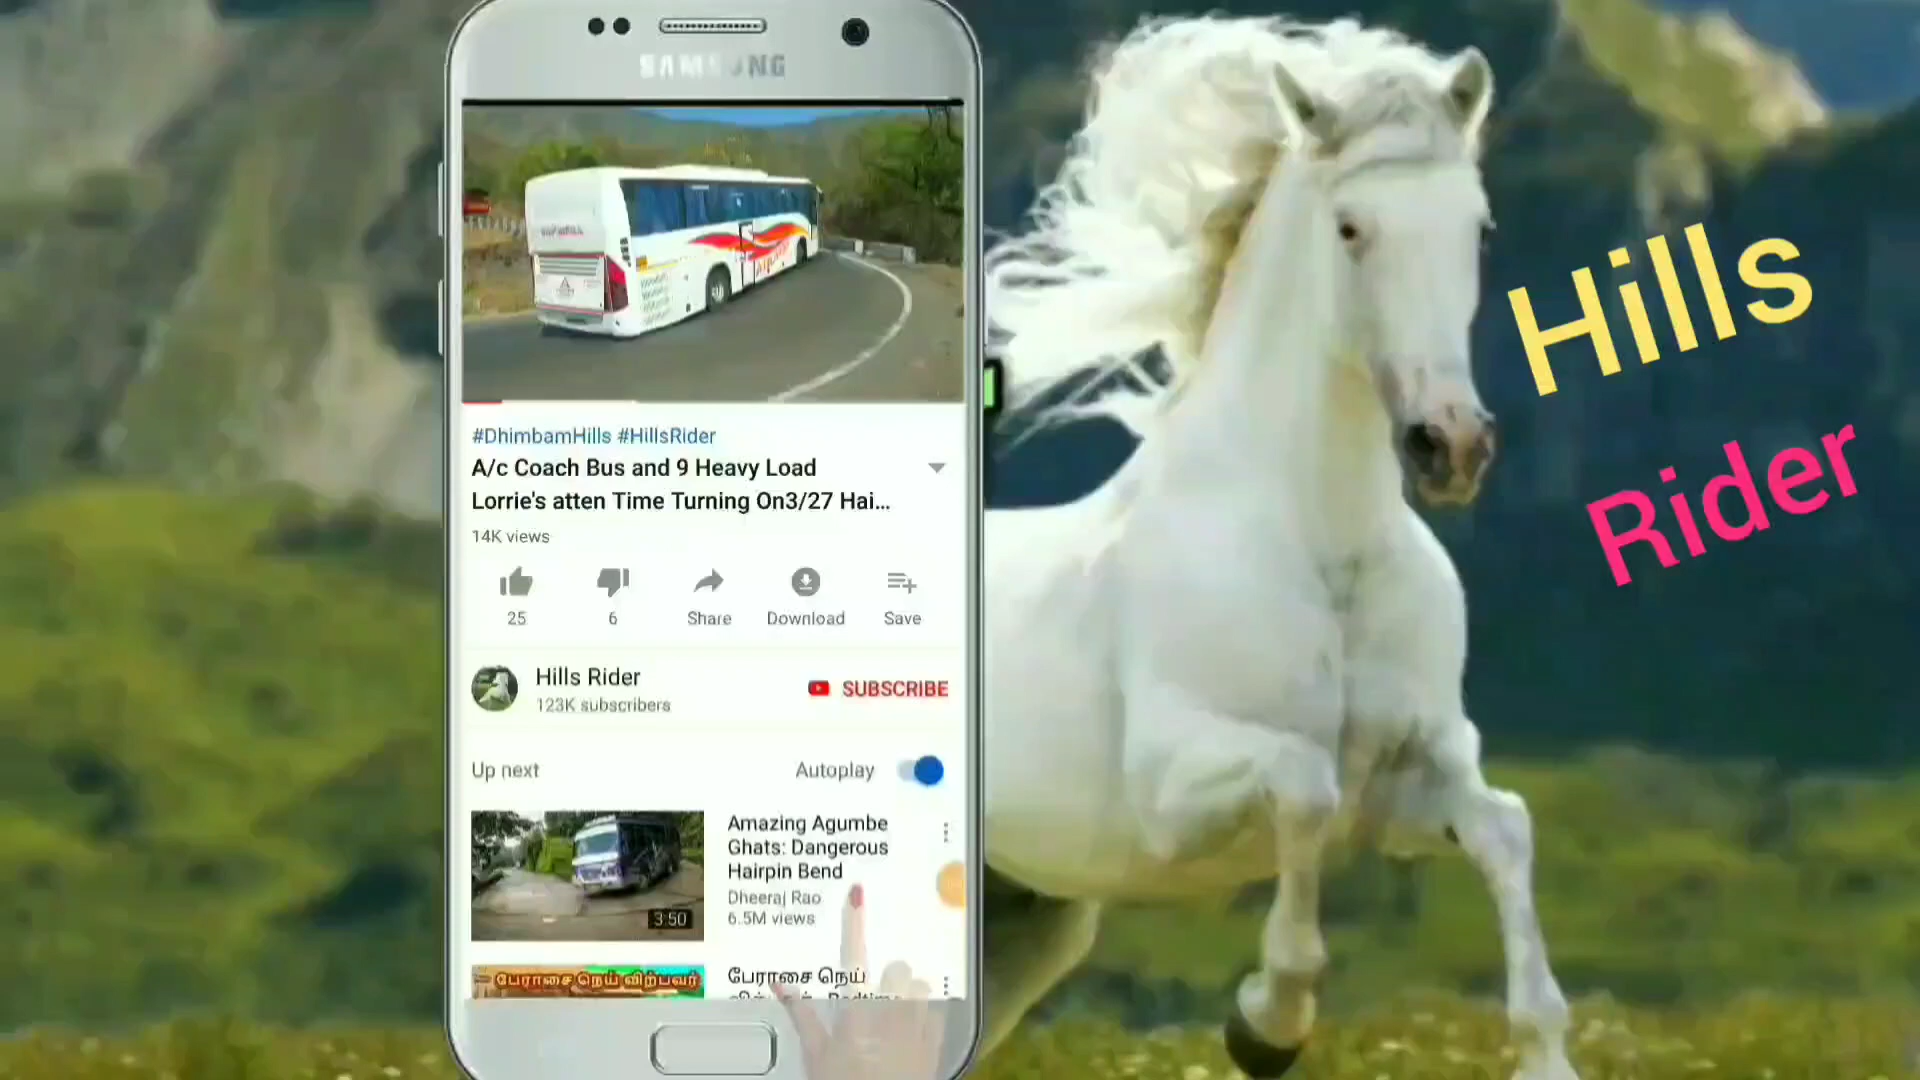 SAMSUNG
#DhimbamHills #HillsRider
A/c Coach Bus and 9 Heavy Load
Lorrie's atten Time Turning On3/27 Hai...
14K views
25
6
Share
Download
Save
Hills Rider
123K subscribers
SUBSCRIBE
Up next
Autoplay
Amazing Agumbe
Ghats: Dangerous
Hairpin Bend
Dheeraj Rao
6.5M views
3:50
பேராசை நெய் விற்பவர்
பேராசை நெய்
Hills
Rider